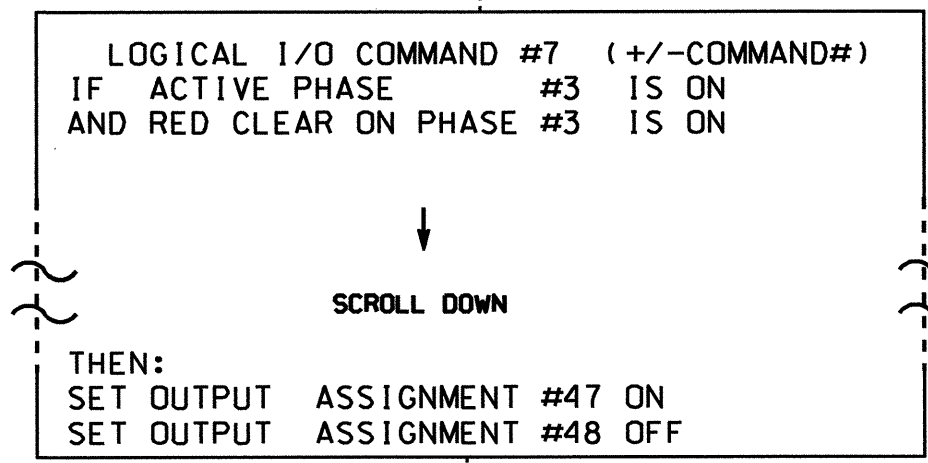 LOGICAL I/O COMMAND #7 (+/-COMMAND#)
IF ACTIVE PHASE #3 IS ON
AND RED CLEAR ON PHASE #3 IS ON
SCROLL DOWN
THEN:
SET OUTPUT ASSIGNMENT #47 ON
SET OUTPUT ASSIGNMENT #48 OFF